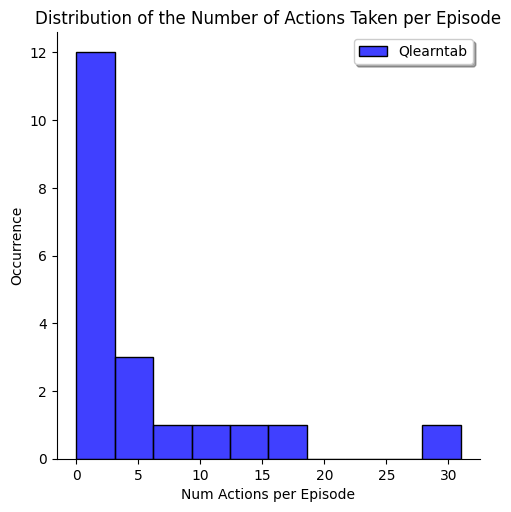 Distribution of the Number of Actions Taken per Episode
Qlearntab
12
10
8
6
4
2
0
Occurrence
0 5 10 15 20 25 30
Num Actions per Episode